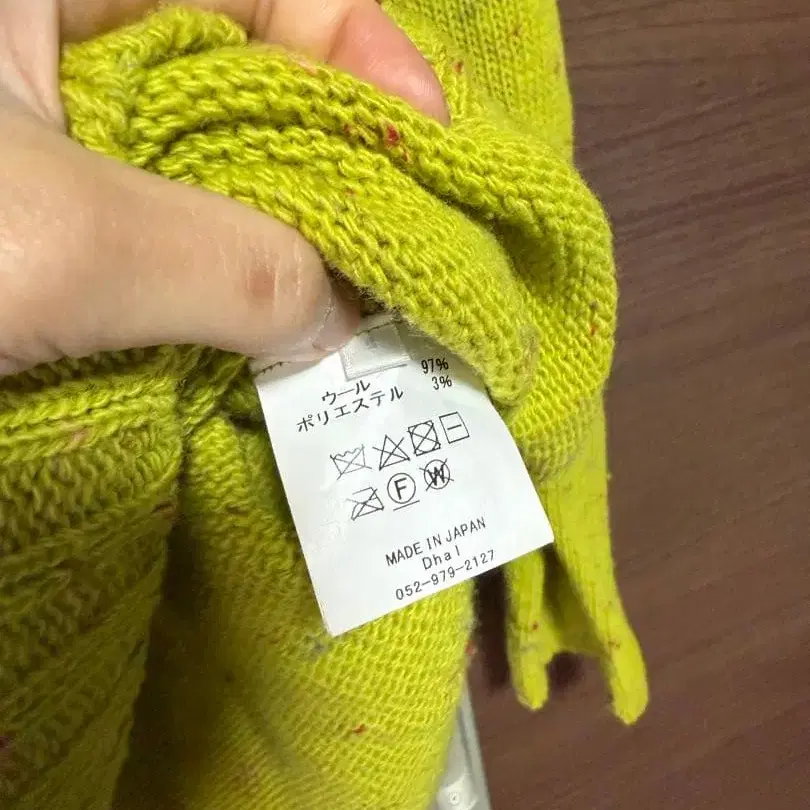 ウール 97%
ポリエステル 3%
F W
MADE IN JAPAN
Dhal
052-979-2127